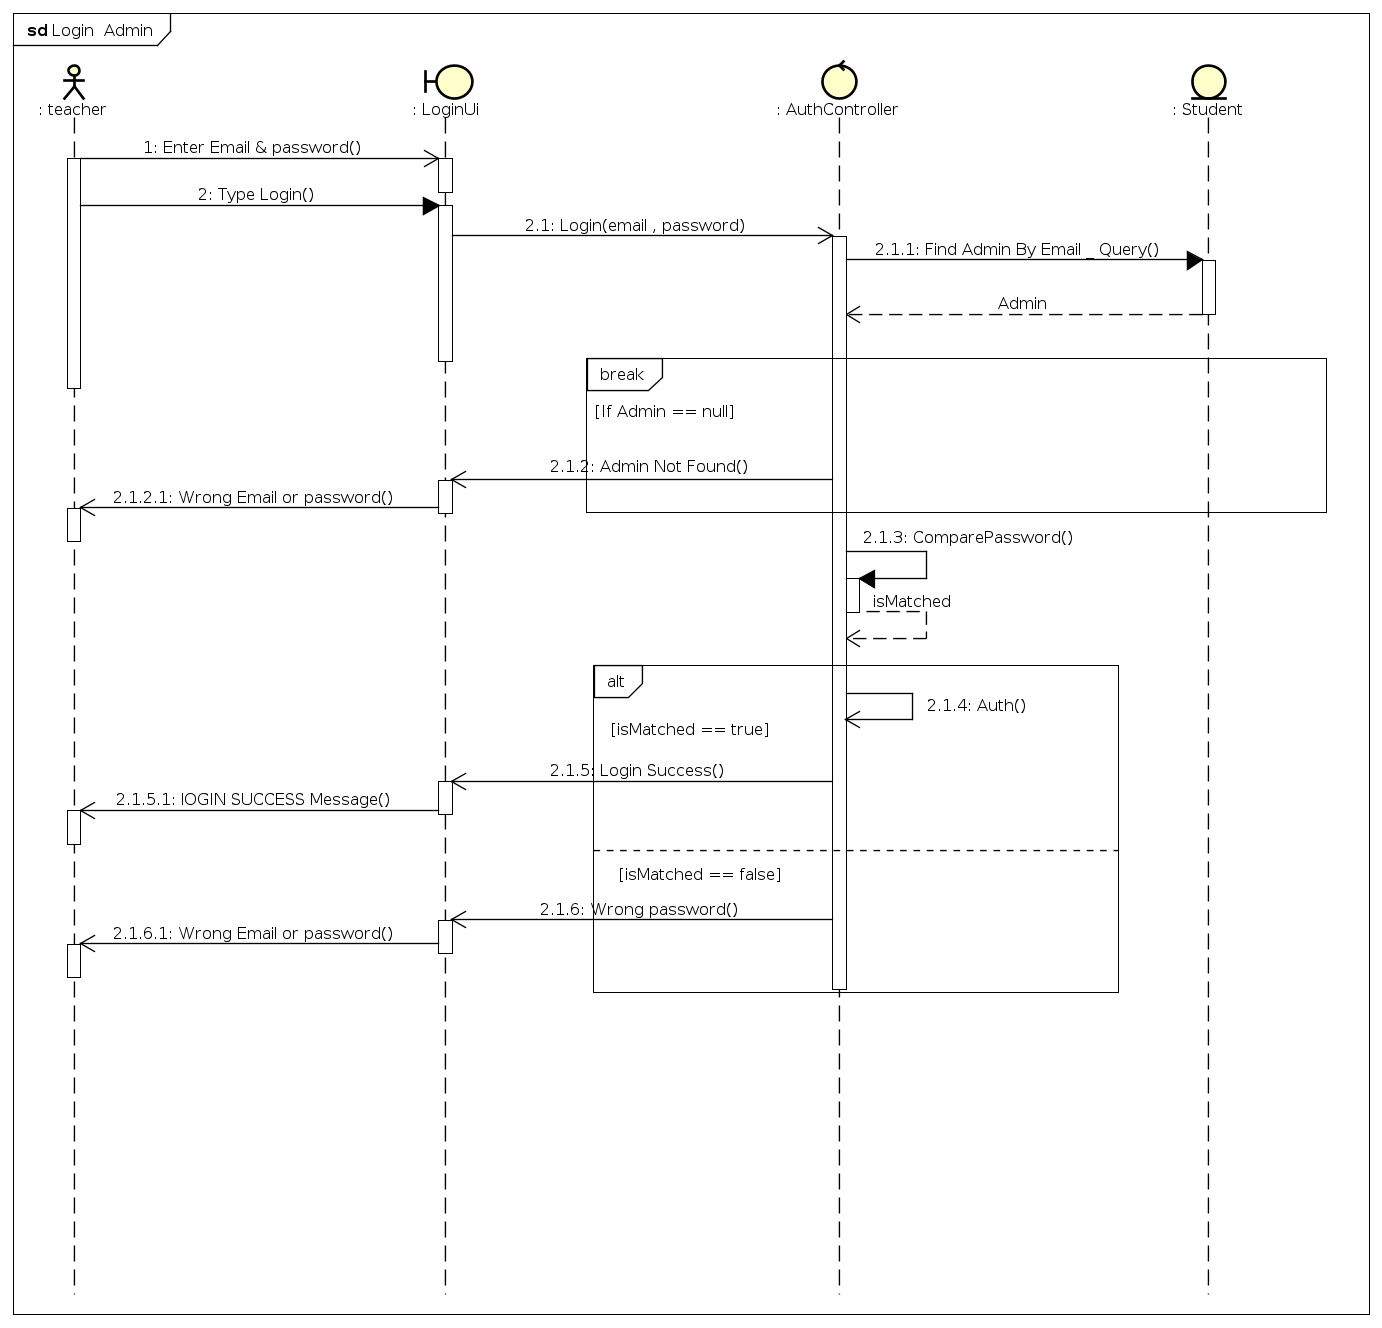 sd Login Admin
: teacher
: LoginUi
: AuthController
: Student
1: Enter Email & password()
2: Type Login()
2.1: Login(email , password)
2.1.1: Find Admin By Email _ Query()
Admin
break
[If Admin == null]
2.1.2: Admin Not Found()
2.1.2.1: Wrong Email or password()
2.1.3: ComparePassword()
isMatched
alt
2.1.4: Auth()
[isMatched == true]
2.1.5: Login Success()
2.1.5.1: lOGIN SUCCESS Message()
[isMatched == false]
2.1.6: Wrong password()
2.1.6.1: Wrong Email or password()